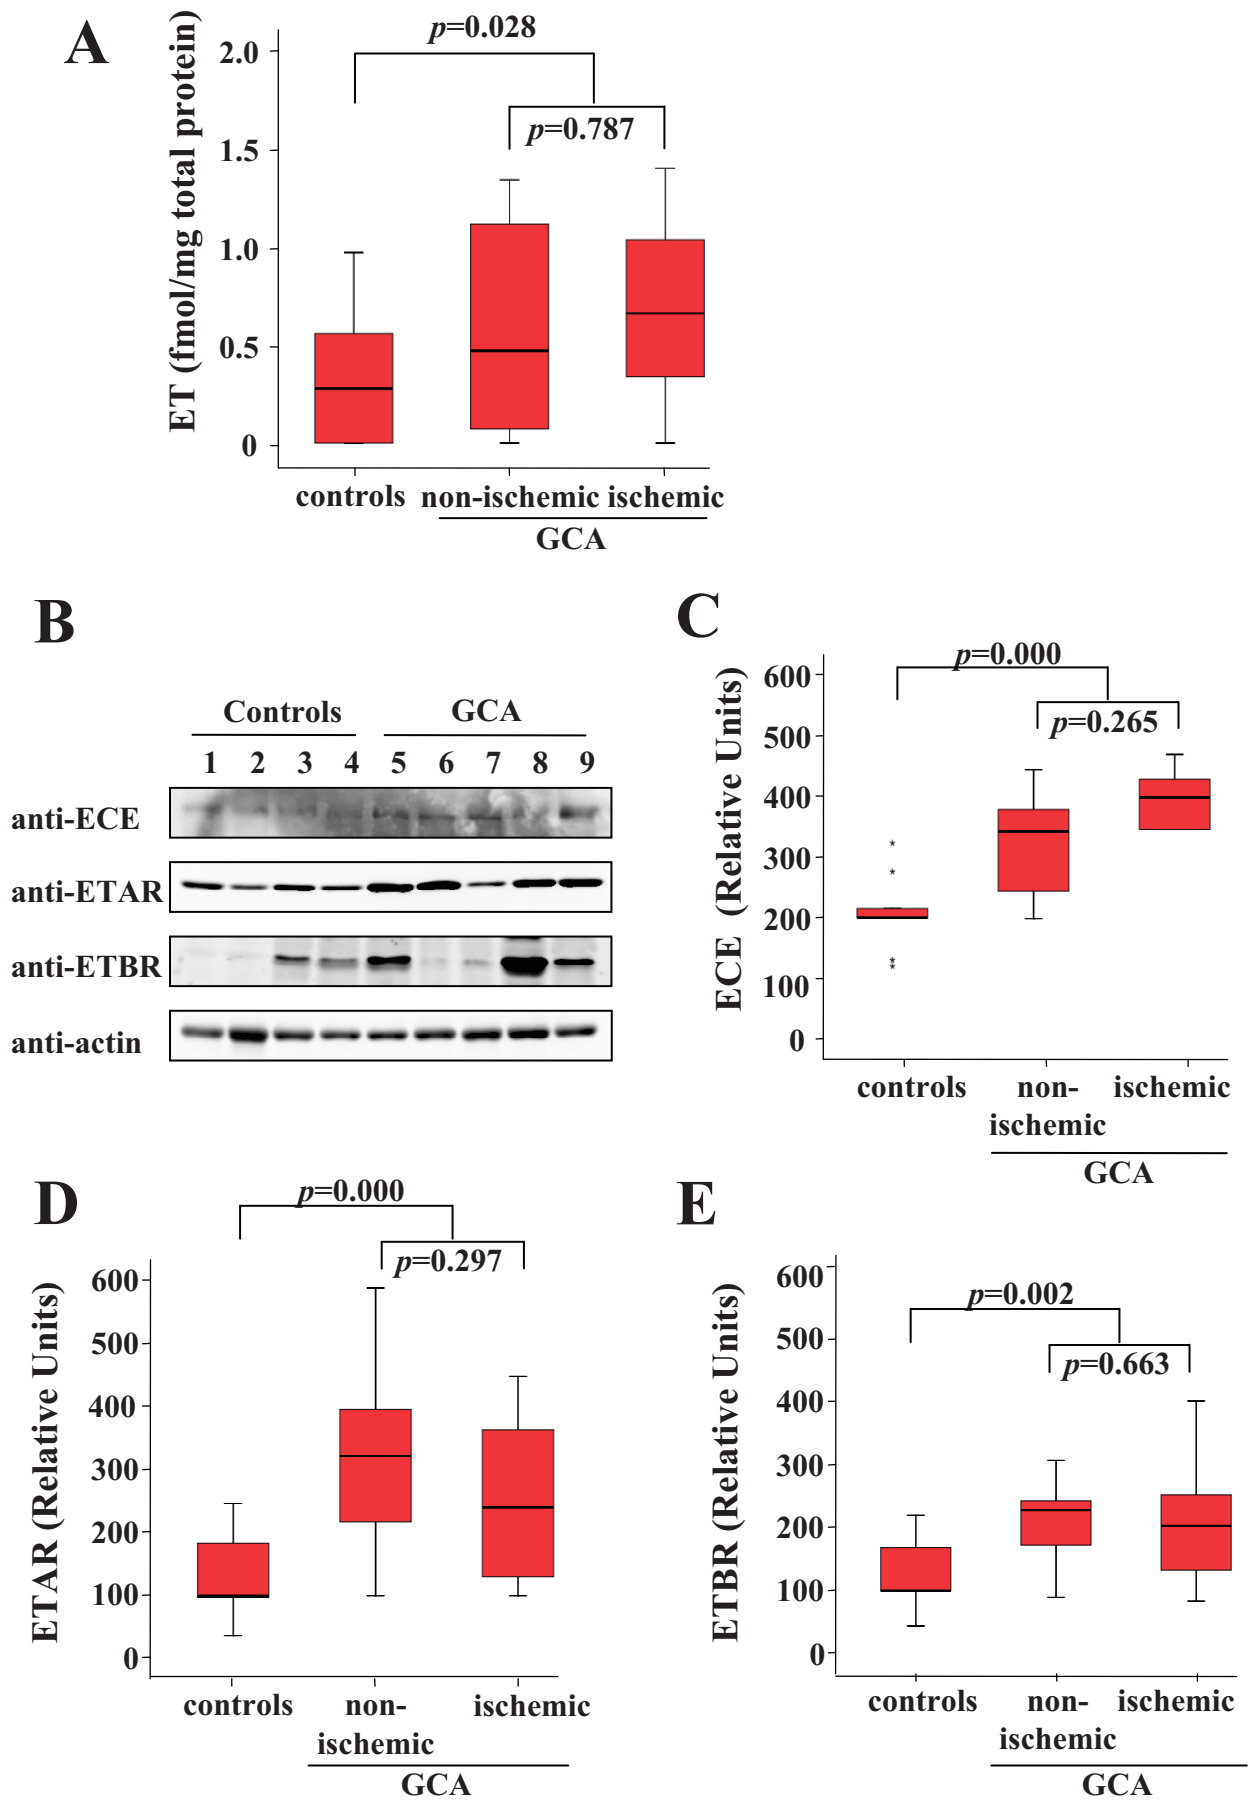 A
p=0.028
p=0.787
ET (fmol/mg total protein)
2.0
1.5
1.0
0.5
0
controls non-ischemic ischemic
GCA
B
Controls GCA
1 2 3 4 5 6 7 8 9
anti-ECE
anti-ETAR
anti-ETBR
anti-actin
C
p=0.000
p=0.265
ECE (Relative Units)
600
500
400
300
200
100
0
*
*
*
*
controls non- ischemic
ischemic
GCA
D
p=0.000
p=0.297
ETAR (Relative Units)
600
500
400
300
200
100
0
controls non- ischemic
ischemic
GCA
E
p=0.002
p=0.663
ETBR (Relative Units)
600
500
400
300
200
100
0
controls non- ischemic
ischemic
GCA